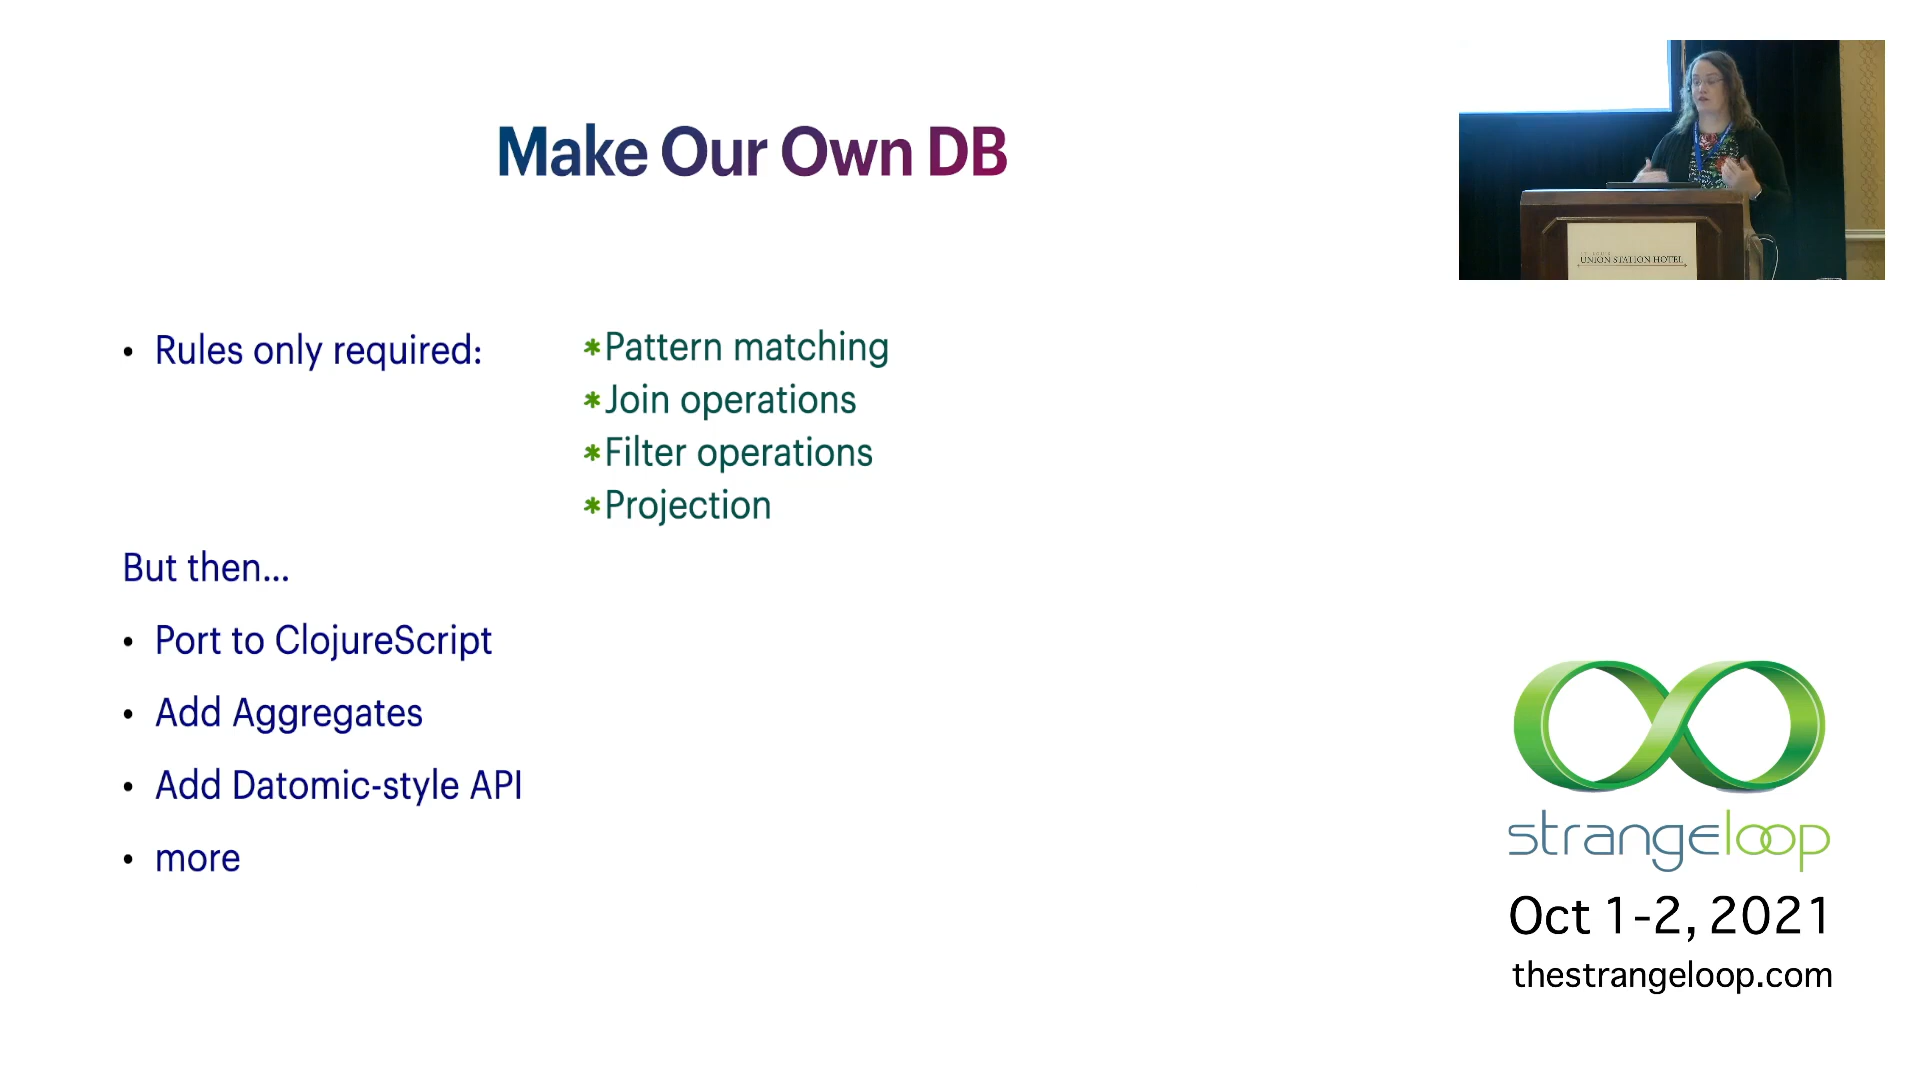 Make Our Own DB
• Rules only required:
*Pattern matching
*Join operations
*Filter operations
*Projection
But then...
• Port to ClojureScript
• Add Aggregates
• Add Datomic-style API
• more
UNION STATION HOTEL
strangeloop
Oct 1-2, 2021
thestrangeloop.com